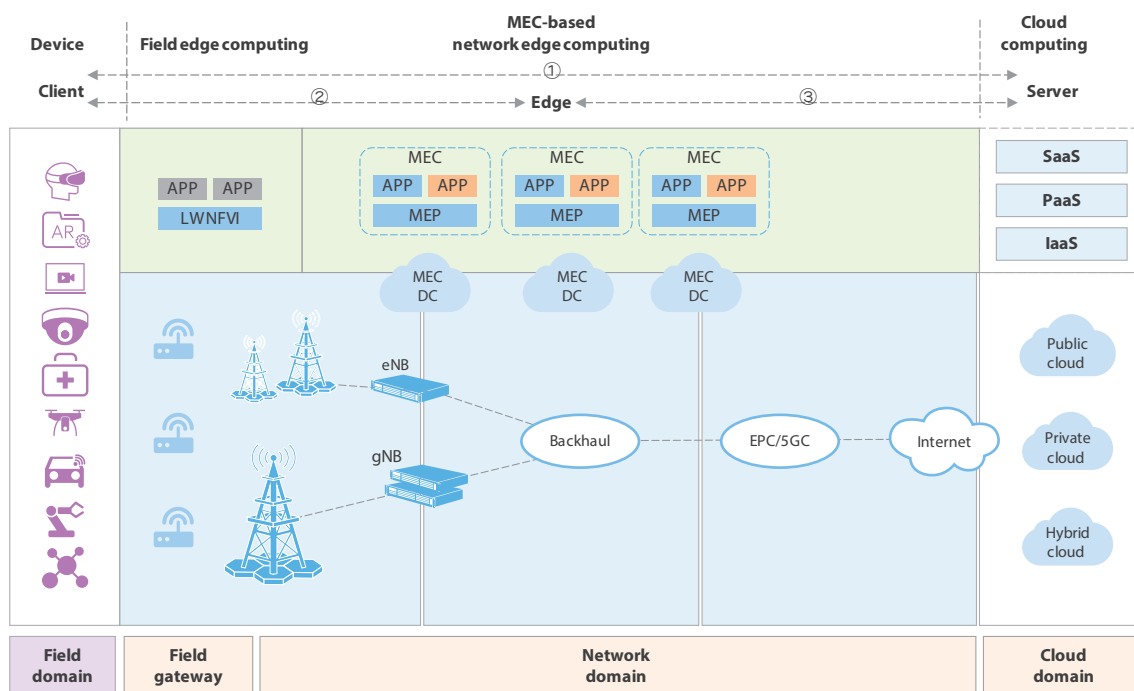 Device
Field edge computing
MEC-based
network edge computing
Cloud
computing
①
Client
②
Edge
③
Server
MEC
MEC
MEC
APP
APP
APP
APP
APP
APP
APP
APP
LWNFVI
MEP
MEP
MEP
SaaS
PaaS
IaaS
AR
MEC
DC
MEC
DC
MEC
DC
eNB
Public
cloud
Backhaul
EPC/5GC
Internet
Private
cloud
gNB
Hybrid
cloud
Field
domain
Field
gateway
Network
domain
Cloud
domain